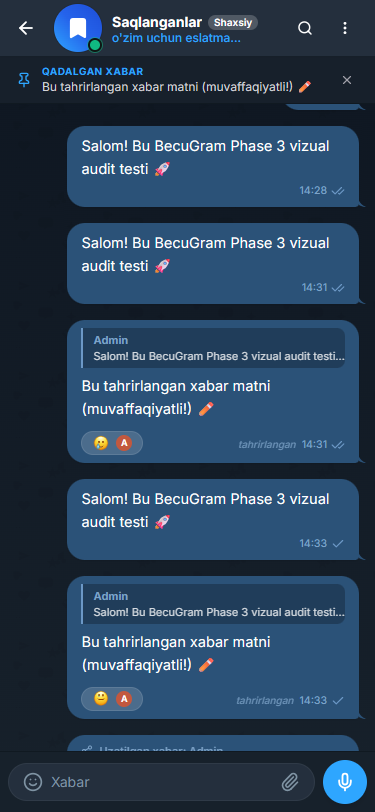 Saqlanganlar Shaxsiy
o'zim uchun eslatma...
QADALGAN XABAR
Bu tahrirlangan xabar matni (muvaffaqiyatli!)
Salom! Bu BecuGram Phase 3 vizual
audit testi
14:28
Salom! Bu BecuGram Phase 3 vizual
audit testi
14:31
Admin
Salom! Bu BecuGram Phase 3 vizual audit testi...
Bu tahrirlangan xabar matni
(muvaffaqiyatli!)
A tahrirlangan 14:31
Salom! Bu BecuGram Phase 3 vizual
audit testi
14:33
Admin
Salom! Bu BecuGram Phase 3 vizual audit testi...
Bu tahrirlangan xabar matni
(muvaffaqiyatli!)
A tahrirlangan 14:33
Uzatilgan xabar: Admin
Xabar